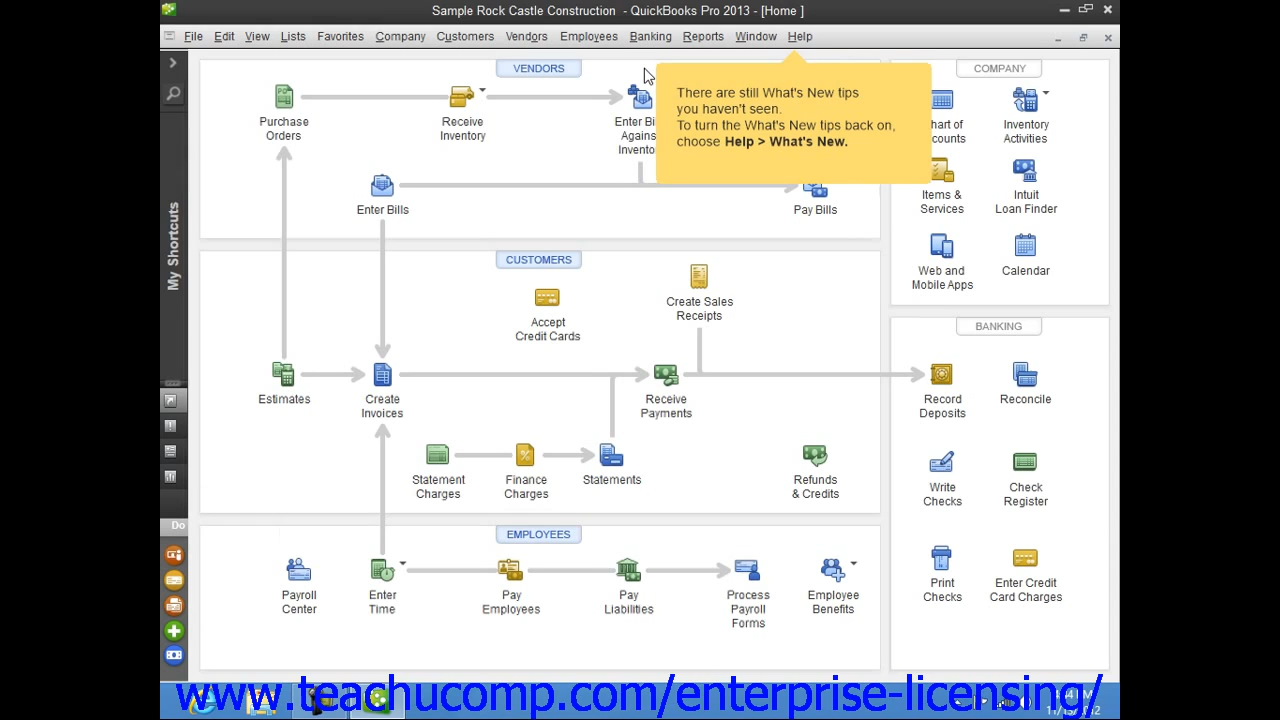 Sample Rock Castle Construction - QuickBooks Pro 2013 - [Home ]
File Edit View Lists Favorites Company Customers Vendors Employees Banking Reports Window Help
My Shortcuts
Do
VENDORS
Purchase
Orders
Receive
Inventory
Enter
Against
Enter Bills
Pay Bills
There are still What's New tips
you haven't seen.
To turn the What's New tips back on,
choose Help > What's New.
CUSTOMERS
Accept
Credit Cards
Create Sales
Receipts
Estimates
Create
Invoices
Receive
Payments
Statement
Charges
Finance
Charges
Statements
Refunds
& Credits
EMPLOYEES
Payroll
Center
Enter
Time
Pay
Employees
Pay
Liabilities
Process
Payroll
Forms
Employee
Benefits
COMPANY
Inventory
Activities
Items &
Services
Intuit
Loan Finder
Web and
Mobile Apps
Calendar
BANKING
Record
Deposits
Reconcile
Write
Checks
Check
Register
Print
Checks
Enter Credit
Card Charges
www.teachucomp.com/enterprise-licensing/